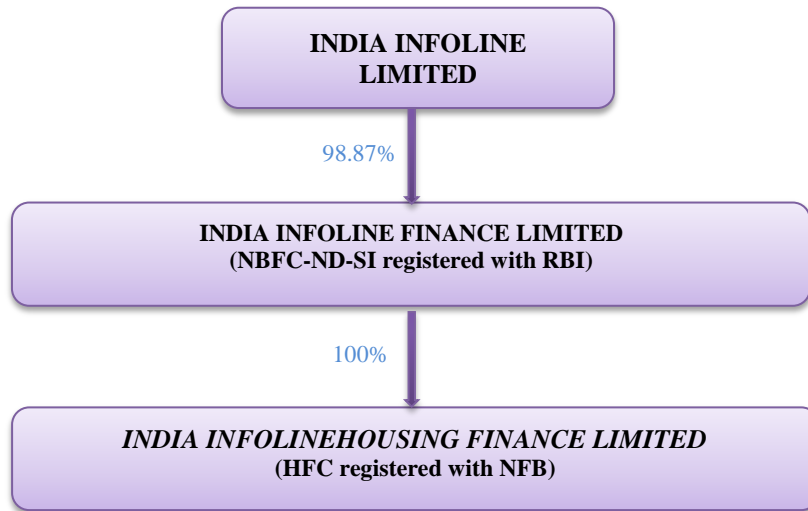 INDIA INFOLINE
LIMITED
98.87%
INDIA INFOLINE FINANCE LIMITED
(NBFC-ND-SI registered with RBI)
100%
INDIA INFOLINEHOUSING FINANCE LIMITED
(HFC registered with NFB)